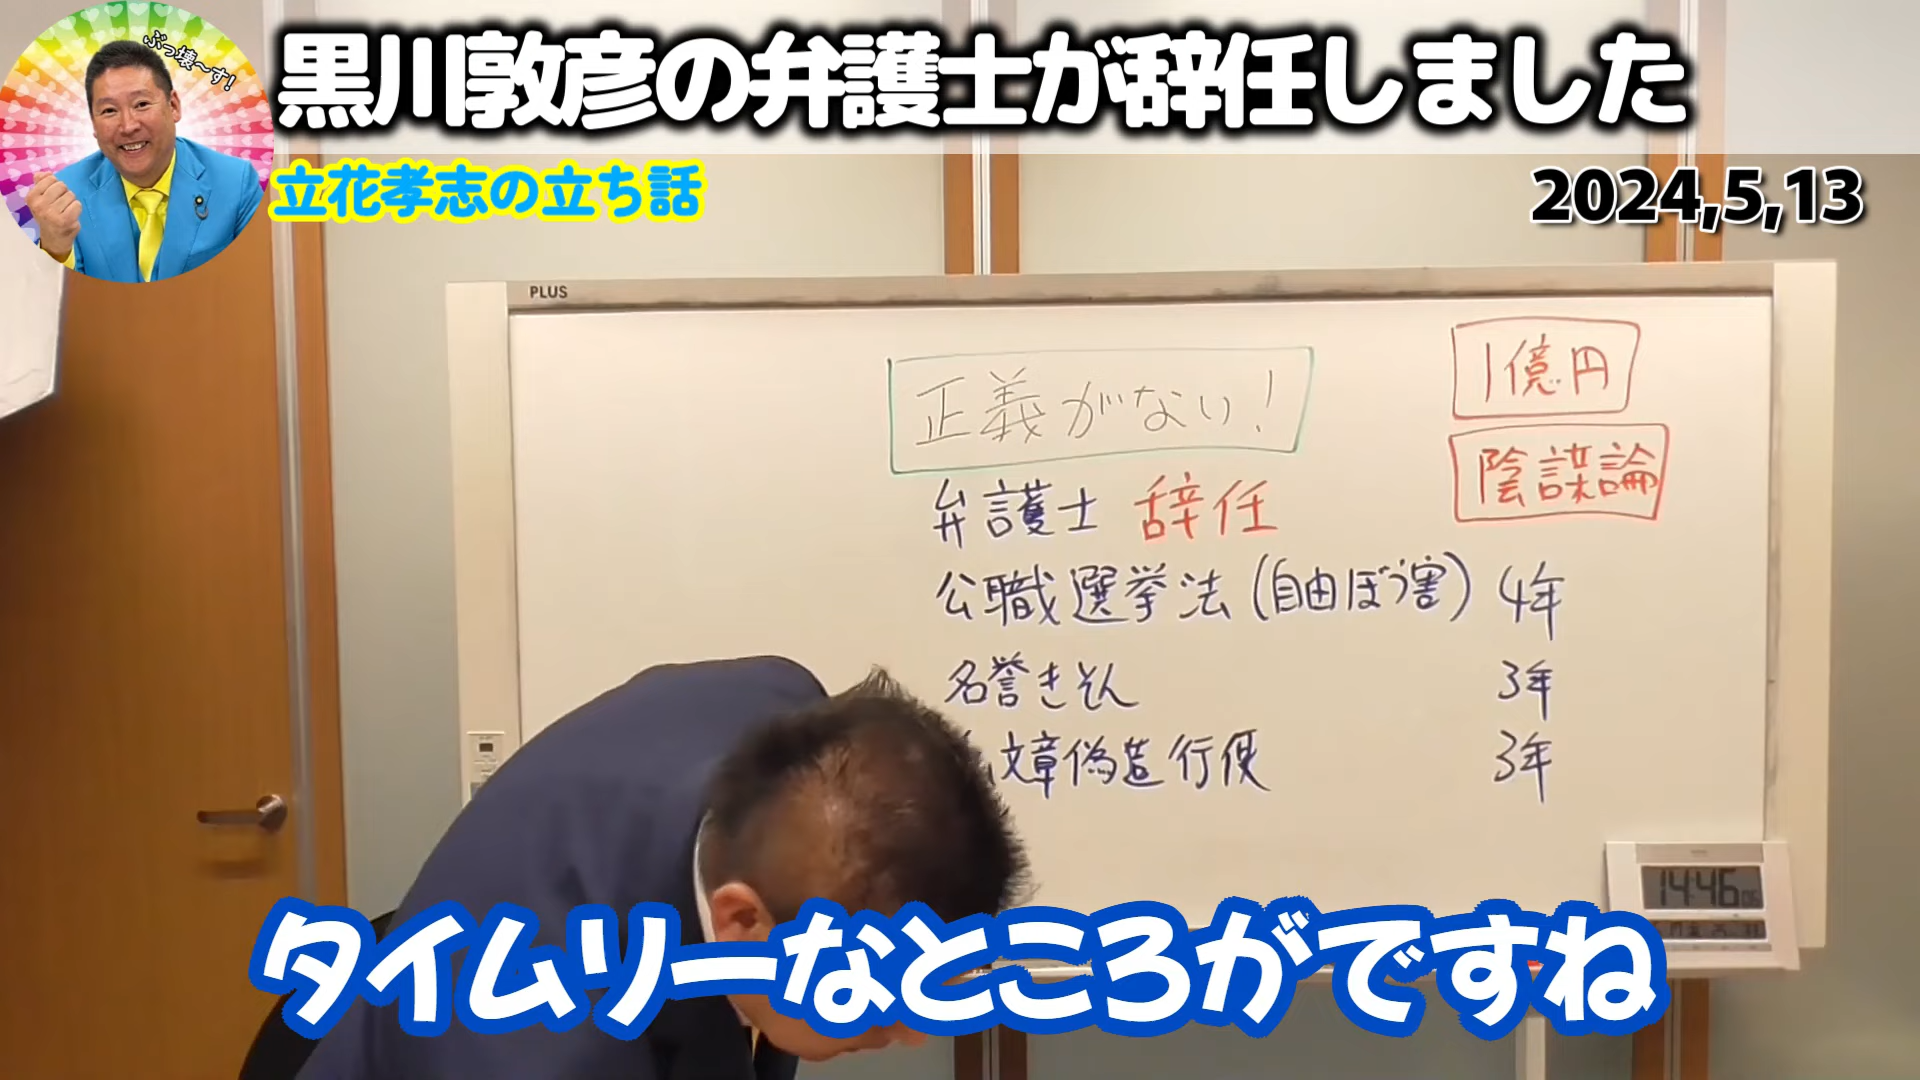 黒川敦彦の弁護士が辞任しました
ぶっ壊〜す!
立花孝志の立ち話
2024,5,13
PLUS
正義がない!
1億円
陰謀論
弁護士 辞任
公職選挙法(自由ぼう害) 4年
名誉きそん 3年
文章偽造行使 3年
14:46
タイムリーなところがですね